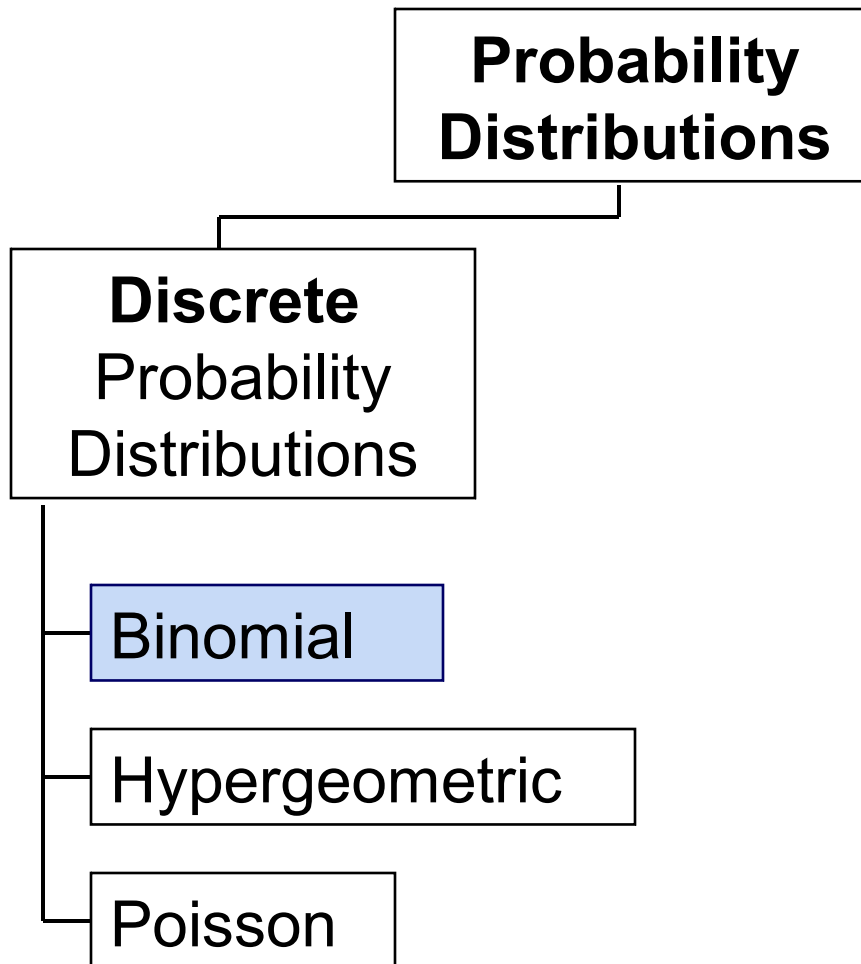 Probability
Distributions
Discrete
Probability
Distributions
Binomial
Hypergeometric
Poisson